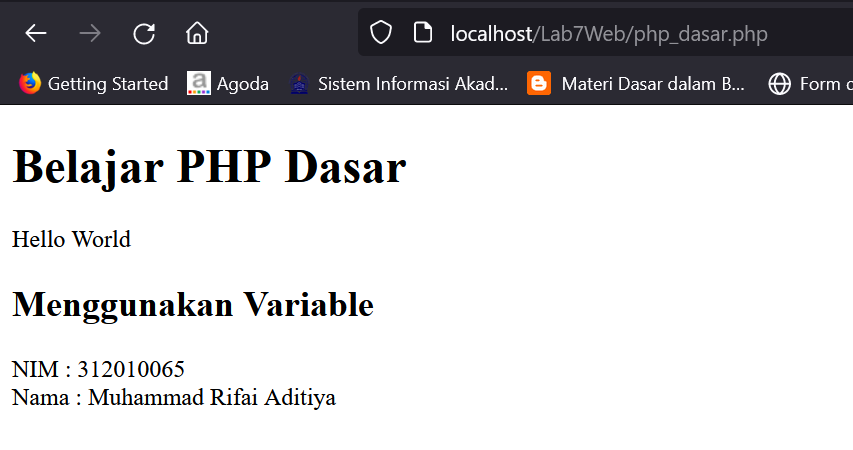 localhost/Lab7Web/php_dasar.php
Getting Started Agoda Sistem Informasi Akad... Materi Dasar dalam B... Form
Belajar PHP Dasar
Hello World
Menggunakan Variable
NIM : 312010065
Nama : Muhammad Rifai Aditiya